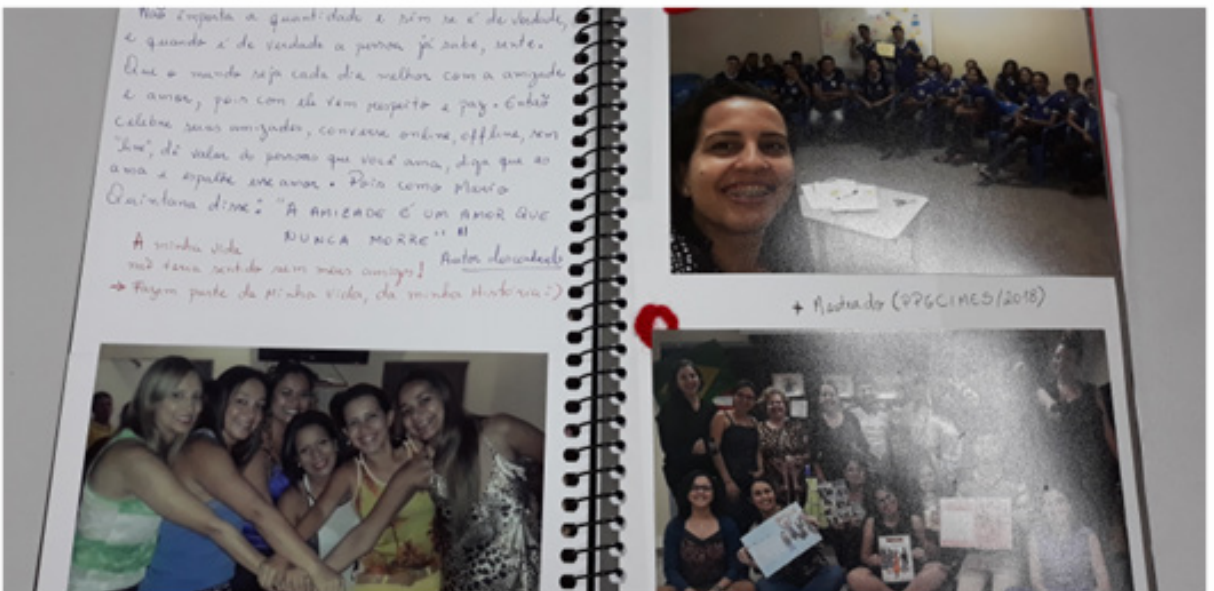 Não importa a quantidade e sim se é de verdade,
e quando é de verdade a pessoa já sabe, sente.
Que o mundo seja cada dia melhor com a amizade
e amor, pois com ele vem respeito e paz. Então
celebre suas amizades, converse online, offline, sem
"line", dê valor às pessoas que você ama, diga que as
ama e espalhe esse amor. Pois como Mario
Quintana disse: "A AMIZADE É UM AMOR QUE
NUNCA MORRE" "
Autor desconhecido
A minha vida
não teria sentido sem meus amigos!
→ Fazem parte da Minha vida, da minha História :)
+ Mestrado (PPGCIMES/2018)